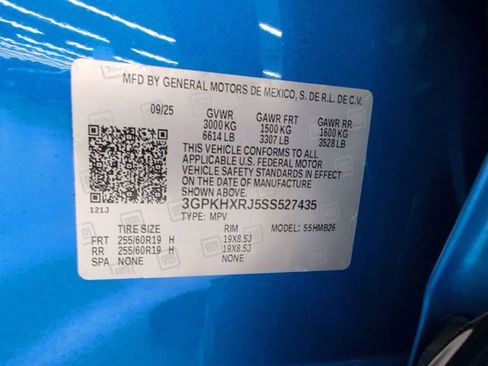 MFD BY GENERAL MOTORS DE MEXICO, S. DE R.L. DE C.V.
09/25 GVWR GAWR FRT GAWR RR
3000 KG 1500 KG 1600 KG
6614 LB 3307 LB 3528 LB
THIS VEHICLE CONFORMS TO ALL
APPLICABLE U.S. FEDERAL MOTOR
VEHICLE SAFETY STANDARDS IN
EFFECT ON THE DATE OF MANUFACTURE
SHOWN ABOVE.
3GPKHXRJ5SS527435
121J TYPE: MPV MODEL: 55HMB26
TIRE SIZE RIM
FRT 255/60R19 H 19X8.5J
RR 255/60R19 H 19X8.5J
SPA NONE NONE